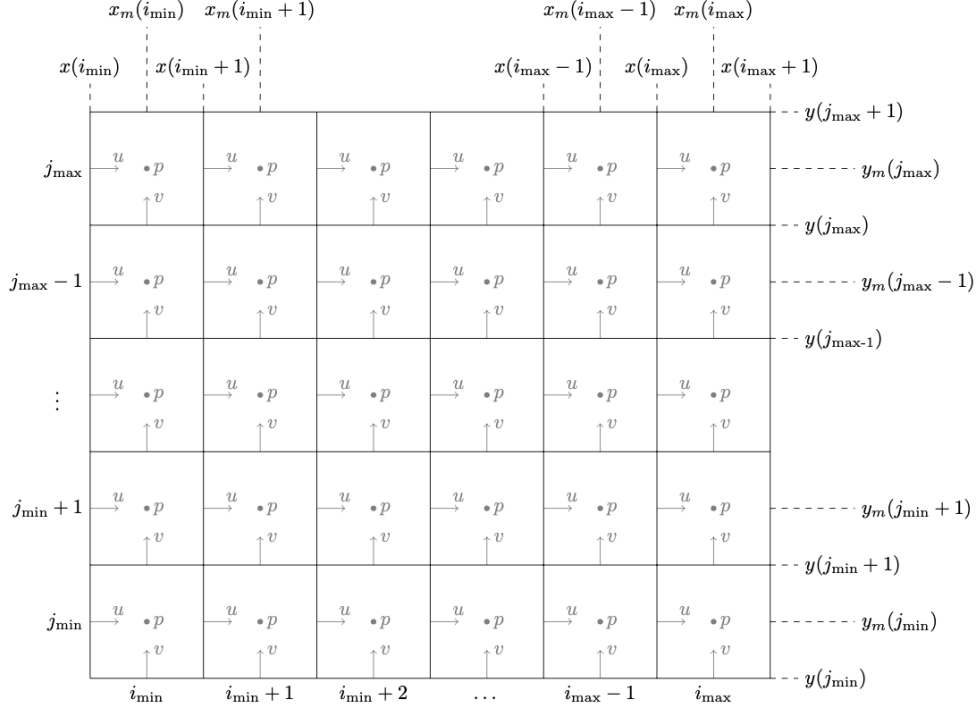 x_m(i_min) x_m(i_min + 1) x_m(i_max − 1) x_m(i_max)
x(i_min) x(i_min + 1) x(i_max − 1) x(i_max) x(i_max + 1)
y(j_max + 1)
j_max u p u p u p u p u p u p y_m(j_max)
v v v v v v
y(j_max)
j_max − 1 u p u p u p u p u p u p y_m(j_max − 1)
v v v v v v
y(j_max-1)
⋮ u p u p u p u p u p u p
v v v v v v
j_min + 1 u p u p u p u p u p u p y_m(j_min + 1)
v v v v v v
y(j_min + 1)
j_min u p u p u p u p u p u p y_m(j_min)
v v v v v v
y(j_min)
i_min i_min + 1 i_min + 2 … i_max − 1 i_max